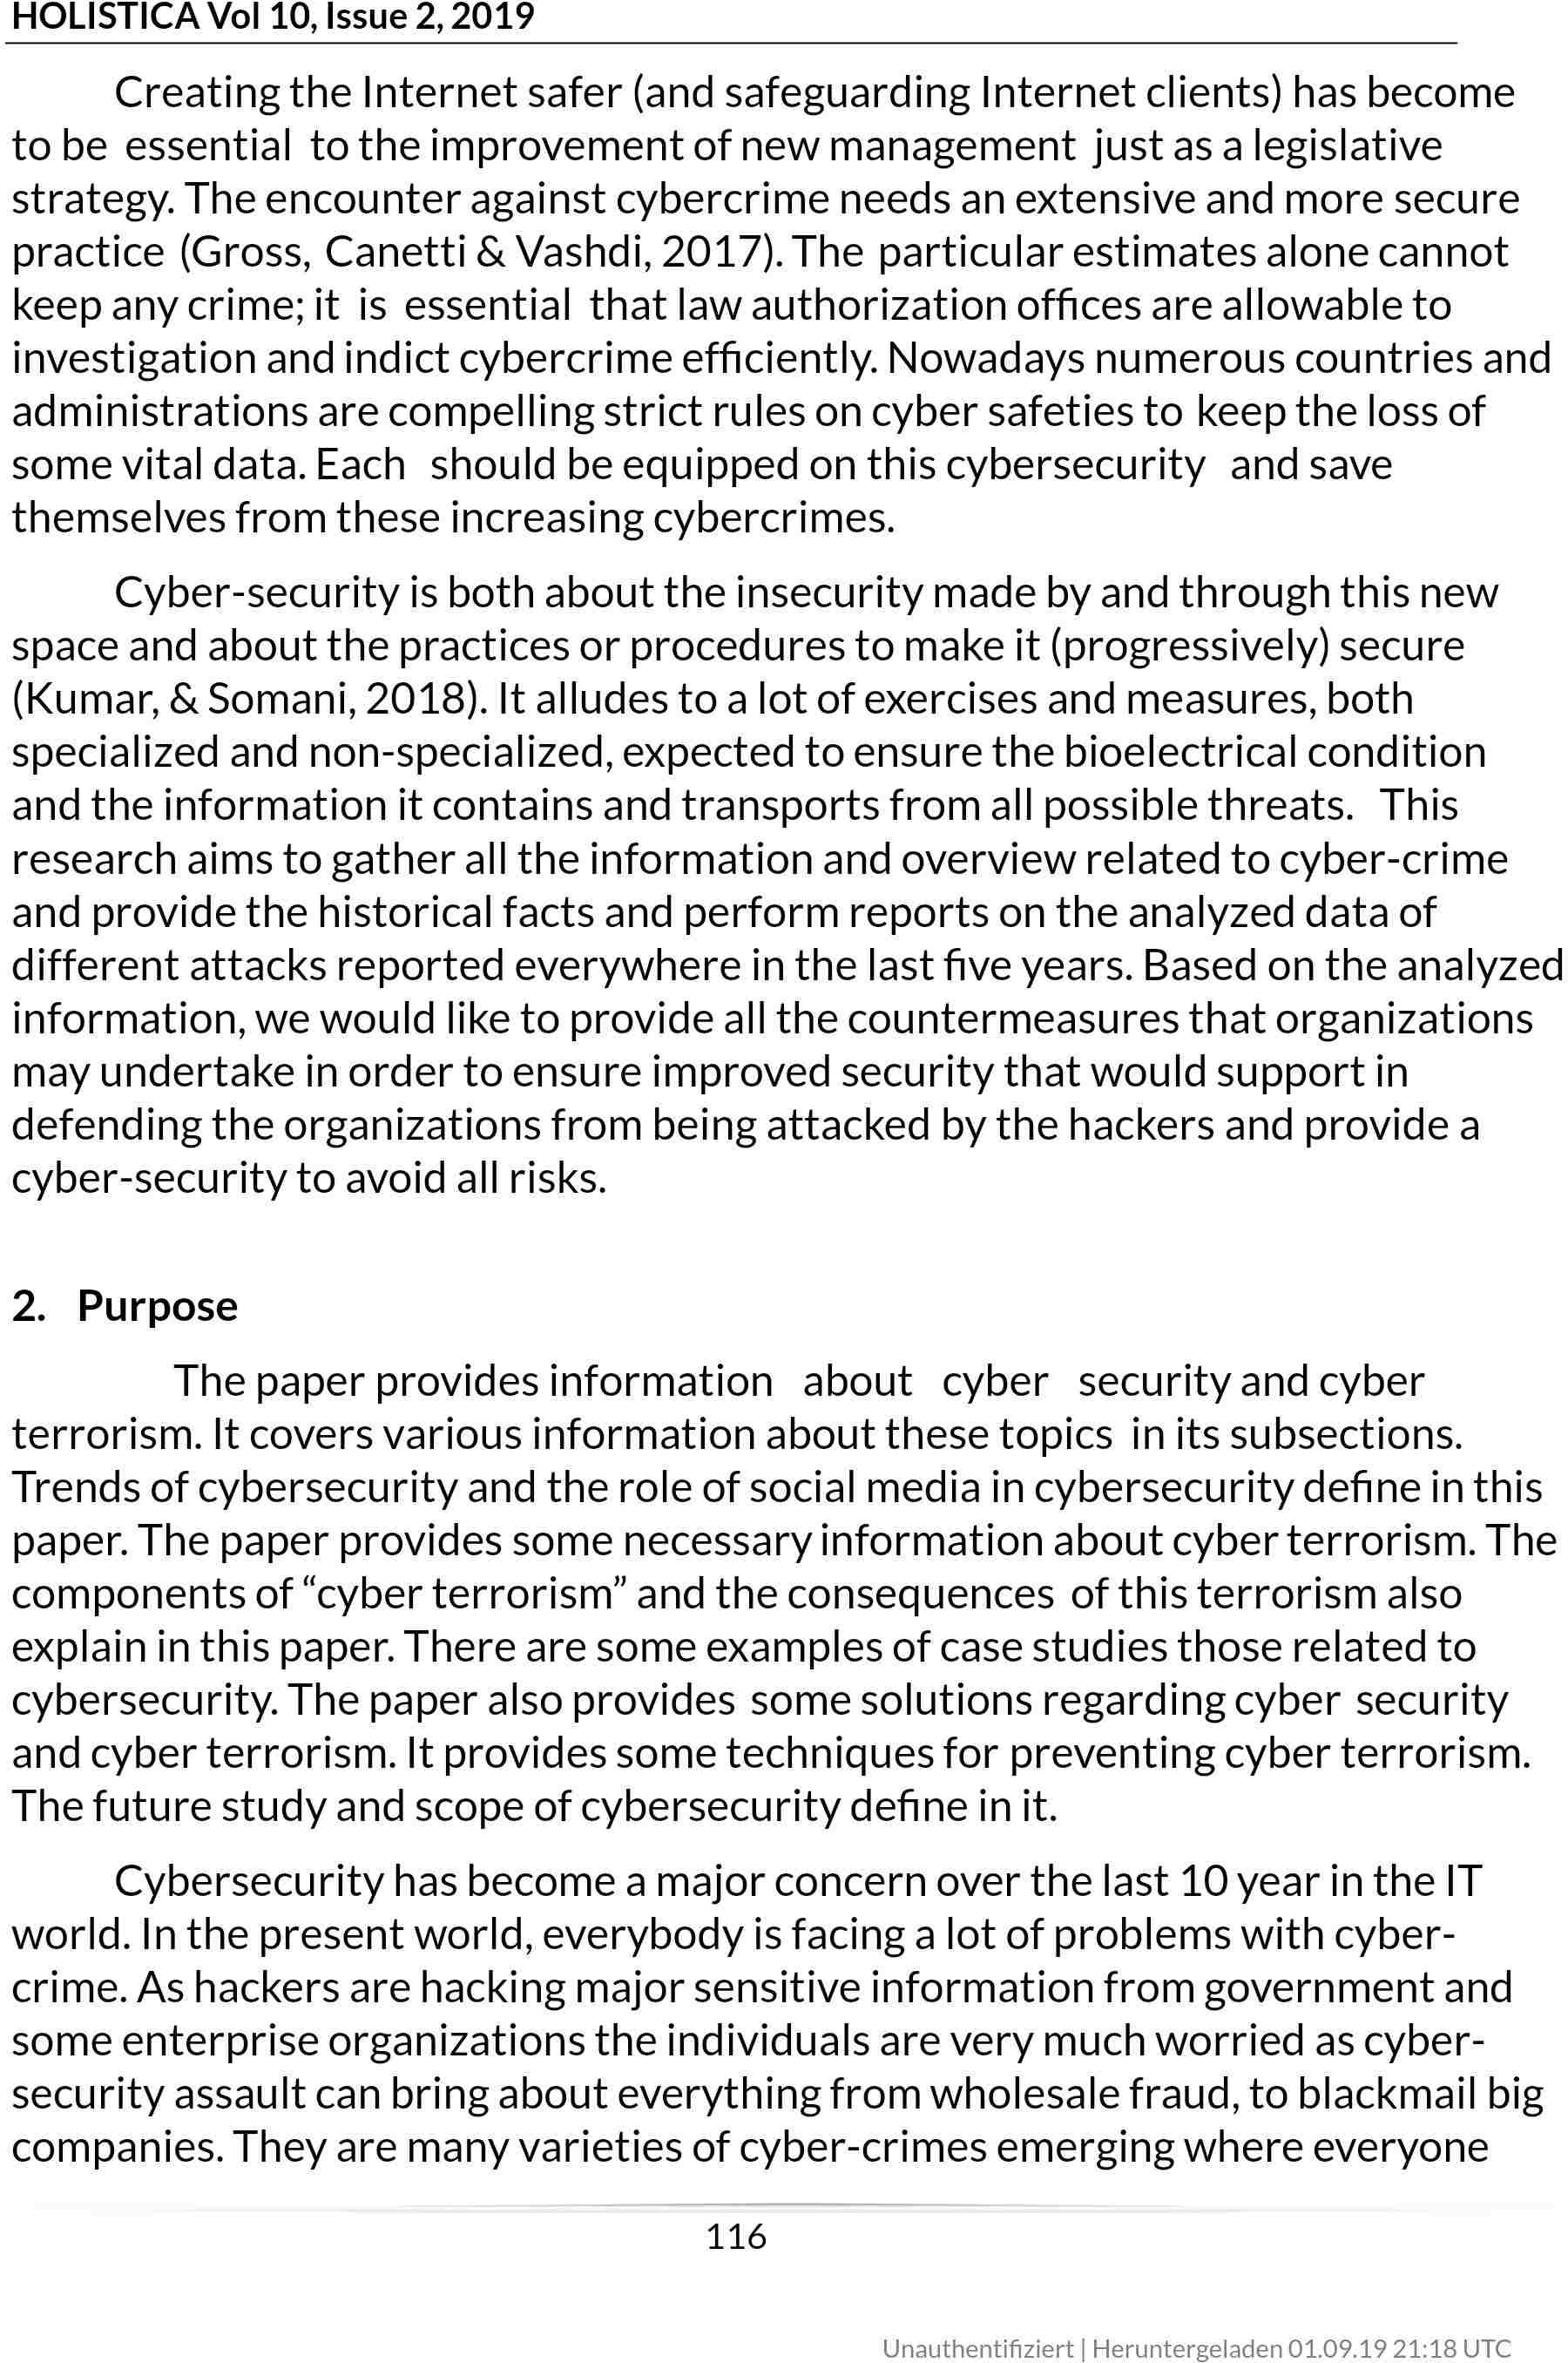 HOLISTICA Vol 10, Issue 2, 2019
Creating the Internet safer (and safeguarding Internet clients) has become
to be essential to the improvement of new management just as a legislative
strategy. The encounter against cybercrime needs an extensive and more secure
practice (Gross, Canetti & Vashdi, 2017). The particular estimates alone cannot
keep any crime; it is essential that law authorization offices are allowable to
investigation and indict cybercrime efficiently. Nowadays numerous countries and
administrations are compelling strict rules on cyber safeties to keep the loss of
some vital data. Each should be equipped on this cybersecurity and save
themselves from these increasing cybercrimes.
Cyber-security is both about the insecurity made by and through this new
space and about the practices or procedures to make it (progressively) secure
(Kumar, & Somani, 2018). It alludes to a lot of exercises and measures, both
specialized and non-specialized, expected to ensure the bioelectrical condition
and the information it contains and transports from all possible threats. This
research aims to gather all the information and overview related to cyber-crime
and provide the historical facts and perform reports on the analyzed data of
different attacks reported everywhere in the last five years. Based on the analyzed
information, we would like to provide all the countermeasures that organizations
may undertake in order to ensure improved security that would support in
defending the organizations from being attacked by the hackers and provide a
cyber-security to avoid all risks.
2. Purpose
The paper provides information about cyber security and cyber
terrorism. It covers various information about these topics in its subsections.
Trends of cybersecurity and the role of social media in cybersecurity define in this
paper. The paper provides some necessary information about cyber terrorism. The
components of “cyber terrorism” and the consequences of this terrorism also
explain in this paper. There are some examples of case studies those related to
cybersecurity. The paper also provides some solutions regarding cyber security
and cyber terrorism. It provides some techniques for preventing cyber terrorism.
The future study and scope of cybersecurity define in it.
Cybersecurity has become a major concern over the last 10 year in the IT
world. In the present world, everybody is facing a lot of problems with cyber-
crime. As hackers are hacking major sensitive information from government and
some enterprise organizations the individuals are very much worried as cyber-
security assault can bring about everything from wholesale fraud, to blackmail big
companies. They are many varieties of cyber-crimes emerging where everyone
116
Unauthentifiziert | Heruntergeladen 01.09.19 21:18 UTC